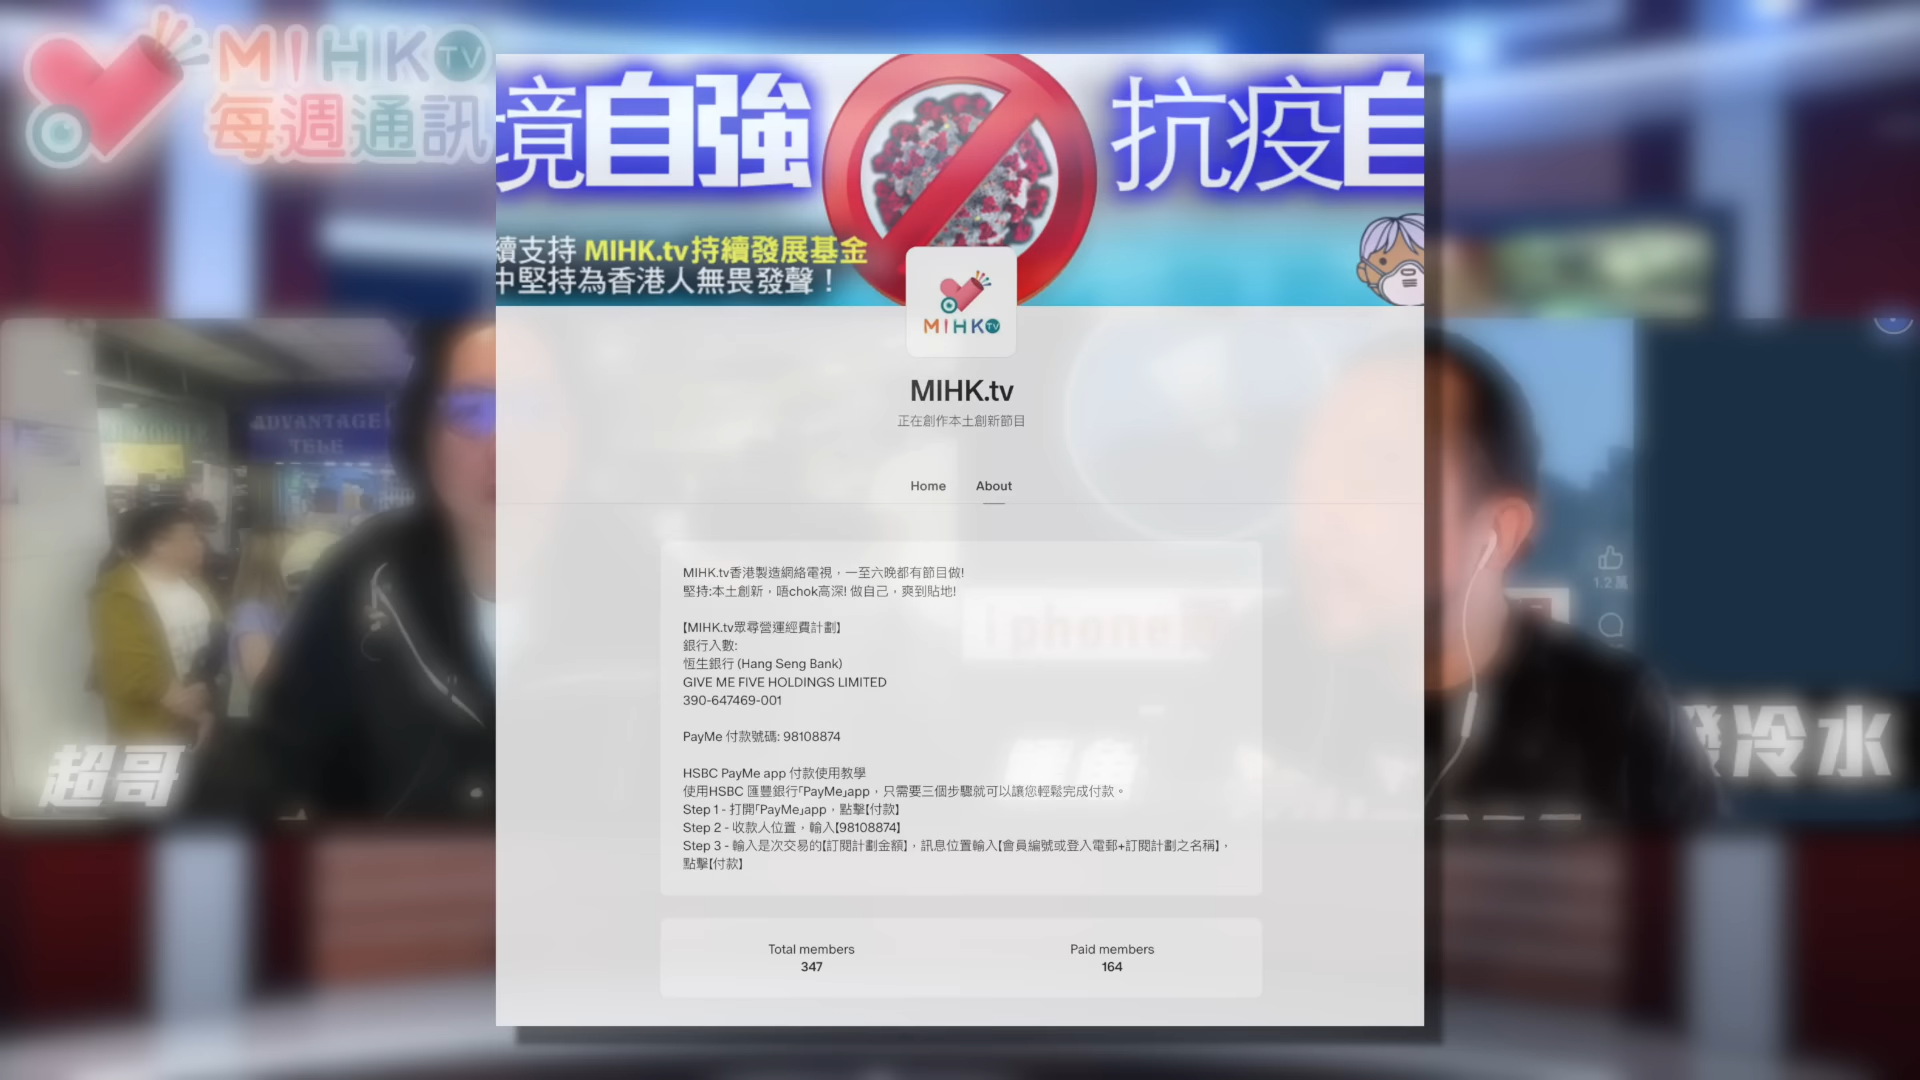 MIHK TV
每週通訊
境自強 抗疫自
續支持 MIHK.tv持續發展基金
中堅持為香港人無畏發聲！
MIHK TV
MIHK.tv
正在創作本土創新節目
Home About
ADVANTAGE
TELE
MIHK.tv香港製造網絡電視，一至六晚都有節目做!
堅持:本土創新，唔chok高深! 做自己，爽到貼地!
【MIHK.tv眾尋營運經費計劃】
銀行入數:
恆生銀行 (Hang Seng Bank)
GIVE ME FIVE HOLDINGS LIMITED
390-647469-001
PayMe 付款號碼: 98108874
HSBC PayMe app 付款使用教學
使用HSBC 匯豐銀行「PayMe」app，只需要三個步驟就可以讓您輕鬆完成付款。
Step 1 - 打開「PayMe」app，點擊【付款】
Step 2 - 收款人位置，輸入【98108874】
Step 3 - 輸入是次交易的【訂閱計劃金額】，訊息位置輸入【會員編號或登入電郵+訂閱計劃之名稱】，
點擊【付款】
Total members Paid members
347 164
iphone
1.2萬
超哥
潑冷水